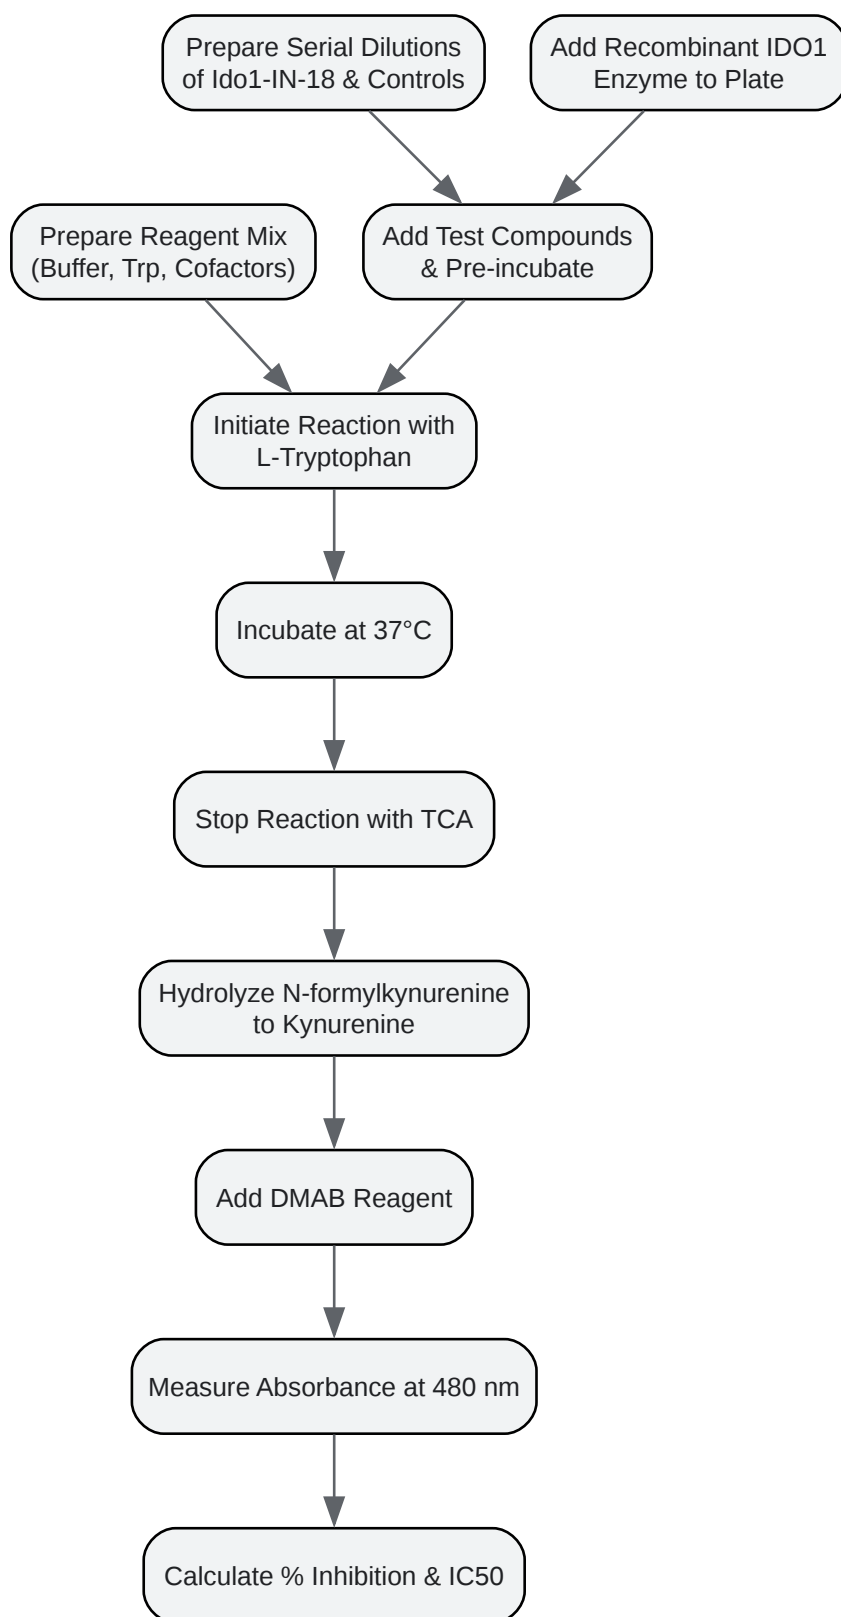 Prepare Serial Dilutions
of Ido1-IN-18 & Controls
Add Recombinant IDO1
Enzyme to Plate
Prepare Reagent Mix
(Buffer, Trp, Cofactors)
Add Test Compounds
& Pre-incubate
Initiate Reaction with
L-Tryptophan
Incubate at 37°C
Stop Reaction with TCA
Hydrolyze N-formylkynurenine
to Kynurenine
Add DMAB Reagent
Measure Absorbance at 480 nm
Calculate % Inhibition & IC50